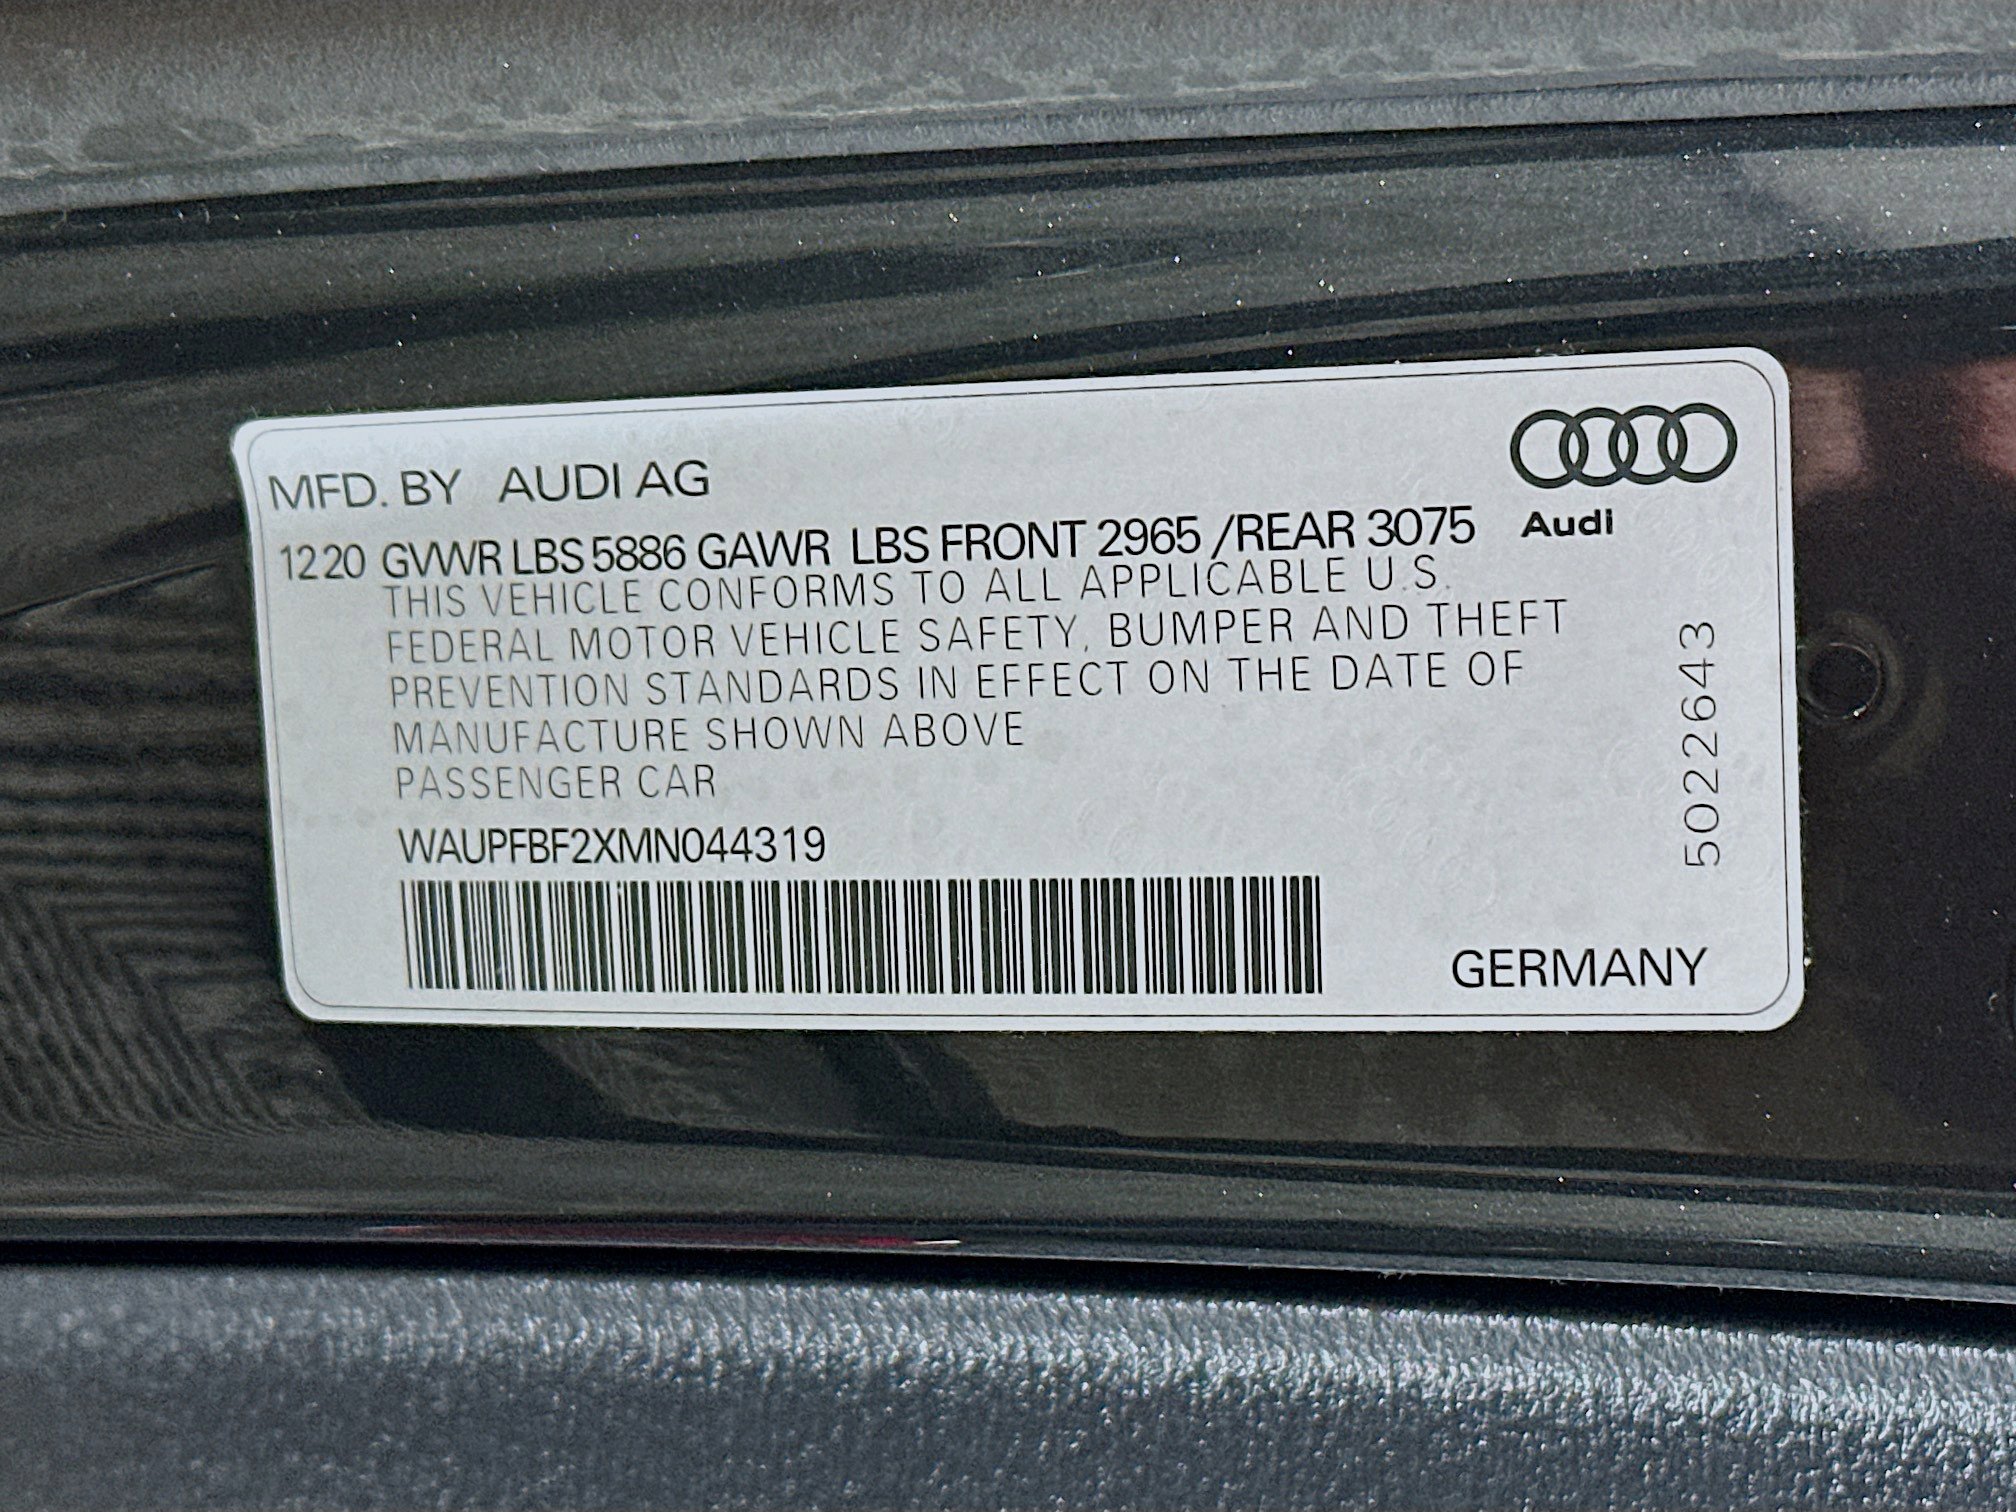 MFD. BY AUDI AG
1220 GVWR LBS 5886 GAWR LBS FRONT 2965 /REAR 3075
Audi
THIS VEHICLE CONFORMS TO ALL APPLICABLE U.S.
FEDERAL MOTOR VEHICLE SAFETY, BUMPER AND THEFT
PREVENTION STANDARDS IN EFFECT ON THE DATE OF
MANUFACTURE SHOWN ABOVE
PASSENGER CAR
WAUPFBF2XMN044319
5022643
GERMANY